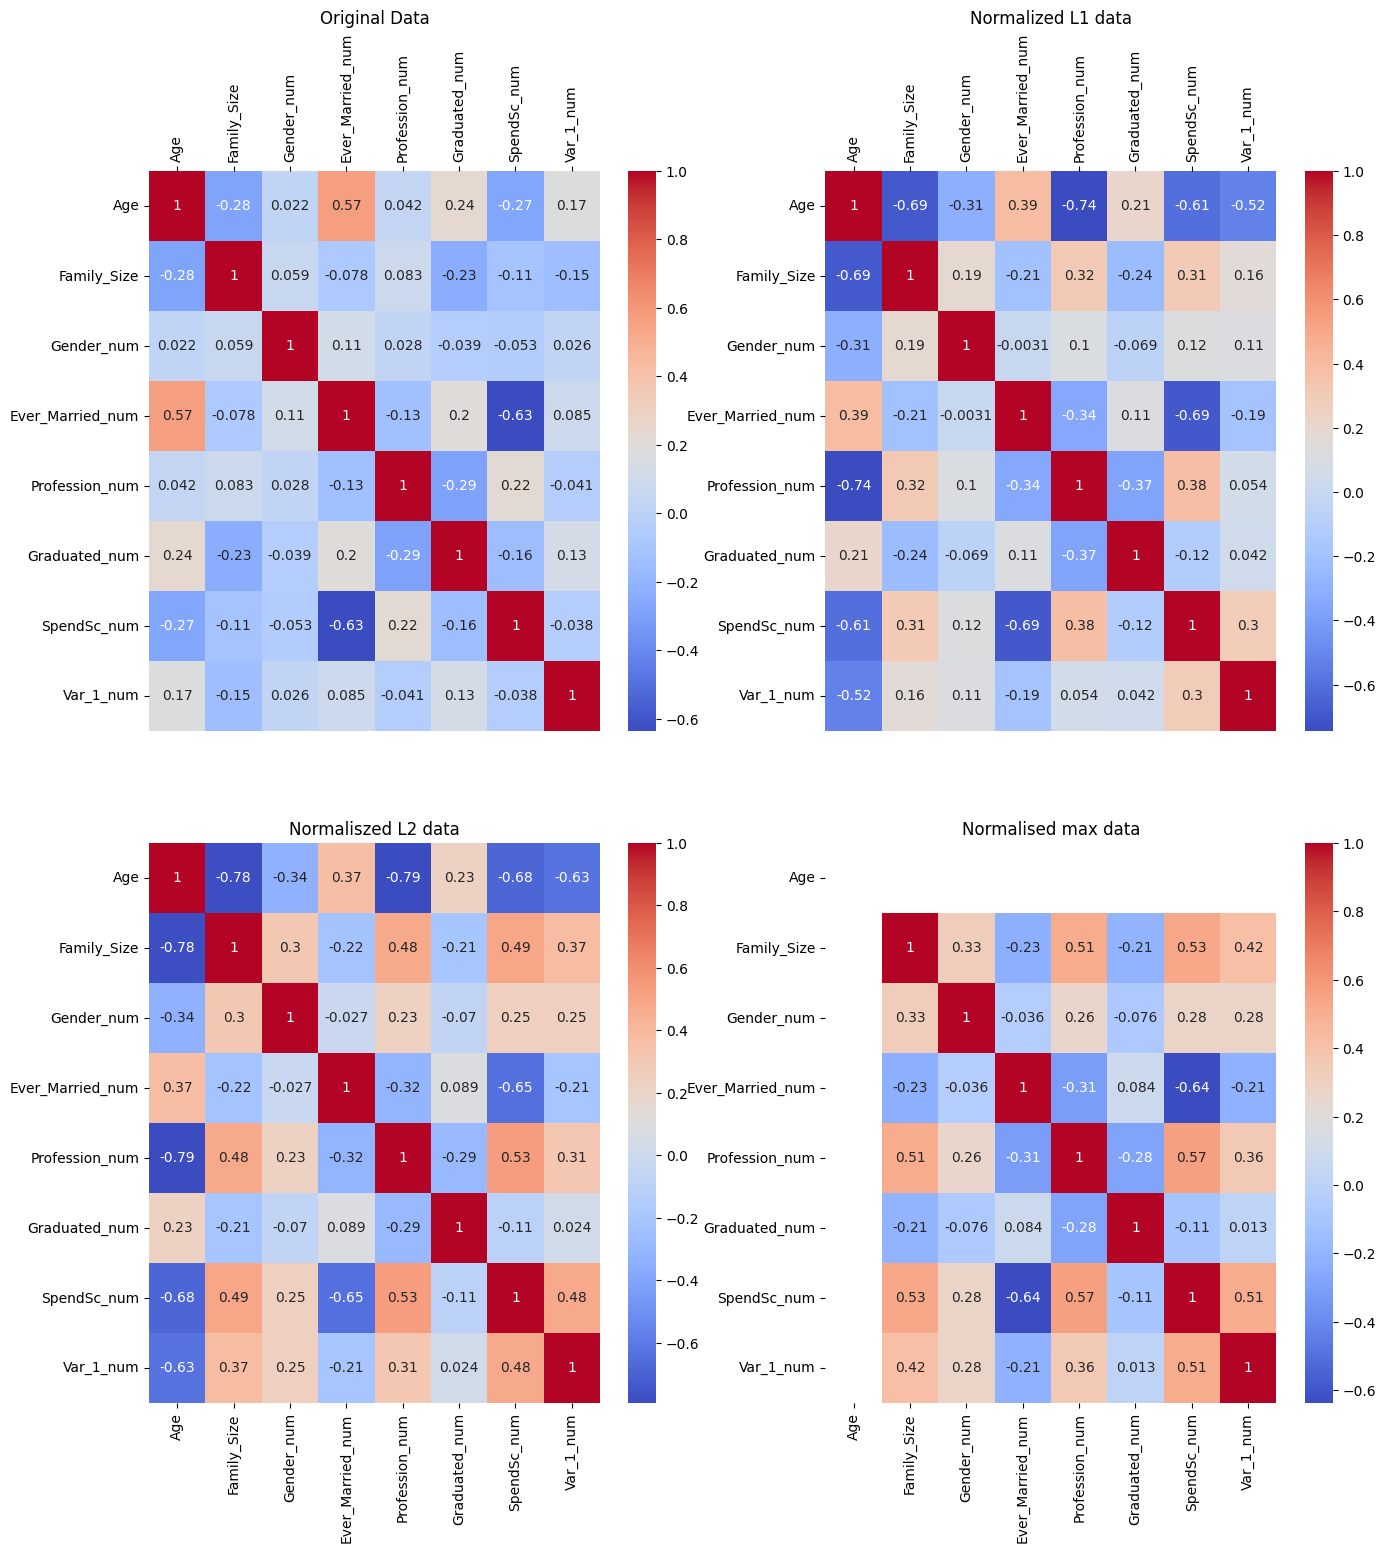 Original Data
Age Family_Size Gender_num Ever_Married_num Profession_num Graduated_num SpendSc_num Var_1_num
Age 1 -0.28 0.022 0.57 0.042 0.24 -0.27 0.17
Family_Size -0.28 1 0.059 -0.078 0.083 -0.23 -0.11 -0.15
Gender_num 0.022 0.059 1 0.11 0.028 -0.039 -0.053 0.026
Ever_Married_num 0.57 -0.078 0.11 1 -0.13 0.2 -0.63 0.085
Profession_num 0.042 0.083 0.028 -0.13 1 -0.29 0.22 -0.041
Graduated_num 0.24 -0.23 -0.039 0.2 -0.29 1 -0.16 0.13
SpendSc_num -0.27 -0.11 -0.053 -0.63 0.22 -0.16 1 -0.038
Var_1_num 0.17 -0.15 0.026 0.085 -0.041 0.13 -0.038 1
1.0
0.8
0.6
0.4
0.2
0.0
−0.2
−0.4
−0.6
Normalized L1 data
Age Family_Size Gender_num Ever_Married_num Profession_num Graduated_num SpendSc_num Var_1_num
Age 1 -0.69 -0.31 0.39 -0.74 0.21 -0.61 -0.52
Family_Size -0.69 1 0.19 -0.21 0.32 -0.24 0.31 0.16
Gender_num -0.31 0.19 1 -0.0031 0.1 -0.069 0.12 0.11
Ever_Married_num 0.39 -0.21 -0.0031 1 -0.34 0.11 -0.69 -0.19
Profession_num -0.74 0.32 0.1 -0.34 1 -0.37 0.38 0.054
Graduated_num 0.21 -0.24 -0.069 0.11 -0.37 1 -0.12 0.042
SpendSc_num -0.61 0.31 0.12 -0.69 0.38 -0.12 1 0.3
Var_1_num -0.52 0.16 0.11 -0.19 0.054 0.042 0.3 1
1.0
0.8
0.6
0.4
0.2
0.0
−0.2
−0.4
−0.6
Normaliszed L2 data
Age 1 -0.78 -0.34 0.37 -0.79 0.23 -0.68 -0.63
Family_Size -0.78 1 0.3 -0.22 0.48 -0.21 0.49 0.37
Gender_num -0.34 0.3 1 -0.027 0.23 -0.07 0.25 0.25
Ever_Married_num 0.37 -0.22 -0.027 1 -0.32 0.089 -0.65 -0.21
Profession_num -0.79 0.48 0.23 -0.32 1 -0.29 0.53 0.31
Graduated_num 0.23 -0.21 -0.07 0.089 -0.29 1 -0.11 0.024
SpendSc_num -0.68 0.49 0.25 -0.65 0.53 -0.11 1 0.48
Var_1_num -0.63 0.37 0.25 -0.21 0.31 0.024 0.48 1
Age Family_Size Gender_num Ever_Married_num Profession_num Graduated_num SpendSc_num Var_1_num
1.0
0.8
0.6
0.4
0.2
0.0
−0.2
−0.4
−0.6
Normalised max data
Age
Family_Size 1 0.33 -0.23 0.51 -0.21 0.53 0.42
Gender_num 0.33 1 -0.036 0.26 -0.076 0.28 0.28
Ever_Married_num -0.23 -0.036 1 -0.31 0.084 -0.64 -0.21
Profession_num 0.51 0.26 -0.31 1 -0.28 0.57 0.36
Graduated_num -0.21 -0.076 0.084 -0.28 1 -0.11 0.013
SpendSc_num 0.53 0.28 -0.64 0.57 -0.11 1 0.51
Var_1_num 0.42 0.28 -0.21 0.36 0.013 0.51 1
Age Family_Size Gender_num Ever_Married_num Profession_num Graduated_num SpendSc_num Var_1_num
1.0
0.8
0.6
0.4
0.2
0.0
−0.2
−0.4
−0.6